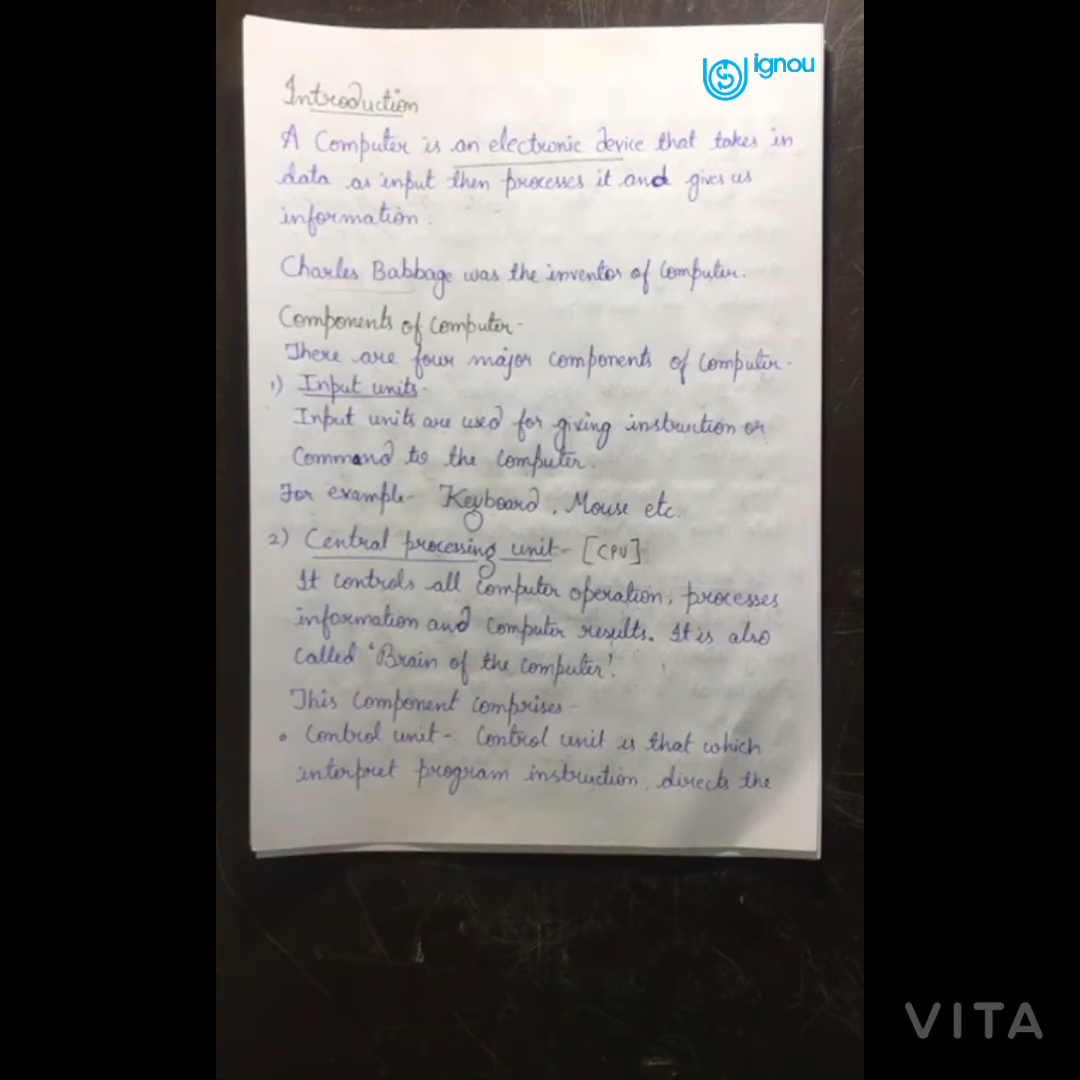 ignou
Introduction
A Computer is an electronic device that takes in
data as input then processes it and gives us
information.
Charles Babbage was the inventor of computer.
Components of computer-
There are four major components of computer-
1) Input units-
Input units are used for giving instruction or
Command to the computer.
For example- Keyboard, Mouse etc.
2) Central processing unit- [CPU]
It controls all computer operation, processes
information and computer results. It is also
called 'Brain of the computer'.
This component comprises-
• Control unit- Control unit is that which
interpret program instruction, directs the
VITA